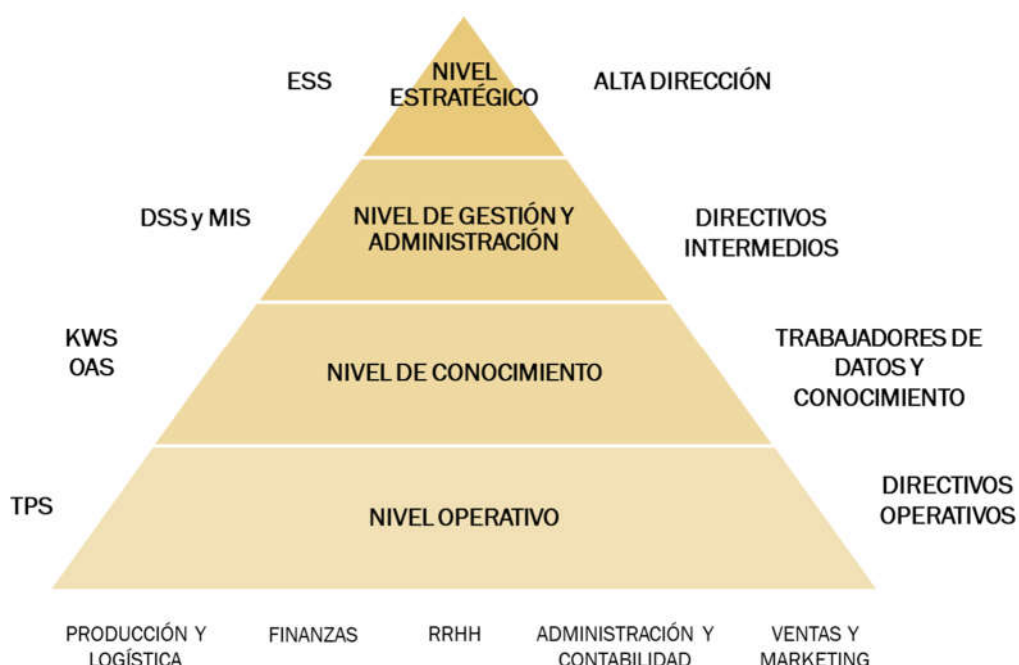 ESS
NIVEL
ESTRATÉGICO
ALTA DIRECCIÓN
DSS y MIS
NIVEL DE GESTIÓN Y
ADMINISTRACIÓN
DIRECTIVOS
INTERMEDIOS
KWS
OAS
NIVEL DE CONOCIMIENTO
TRABAJADORES DE
DATOS Y
CONOCIMIENTO
TPS
NIVEL OPERATIVO
DIRECTIVOS
OPERATIVOS
PRODUCCIÓN Y
LOGÍSTICA
FINANZAS
RRHH
ADMINISTRACIÓN Y
CONTABILIDAD
VENTAS Y
MARKETING